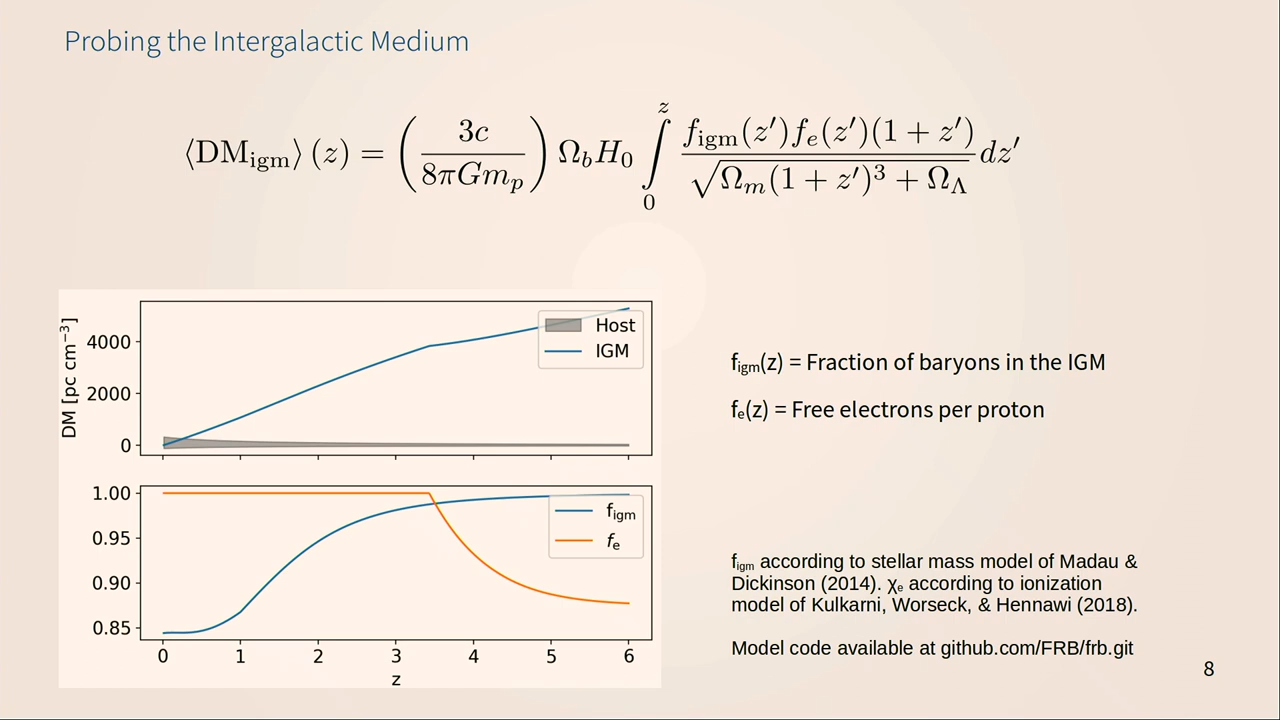 Probing the Intergalactic Medium
⟨DM_igm⟩ (z) = (3c / 8πGm_p) Ω_b H_0 ∫_0^z f_igm(z′)f_e(z′)(1 + z′) / √(Ω_m(1 + z′)^3 + Ω_Λ) dz′
DM [pc cm^−3]
4000
2000
0
Host
IGM
1.00
0.95
0.90
0.85
f_igm
f_e
0 1 2 3 4 5 6
z
f_igm(z) = Fraction of baryons in the IGM
f_e(z) = Free electrons per proton
f_igm according to stellar mass model of Madau &
Dickinson (2014). χ_e according to ionization
model of Kulkarni, Worseck, & Hennawi (2018).
Model code available at github.com/FRB/frb.git
8